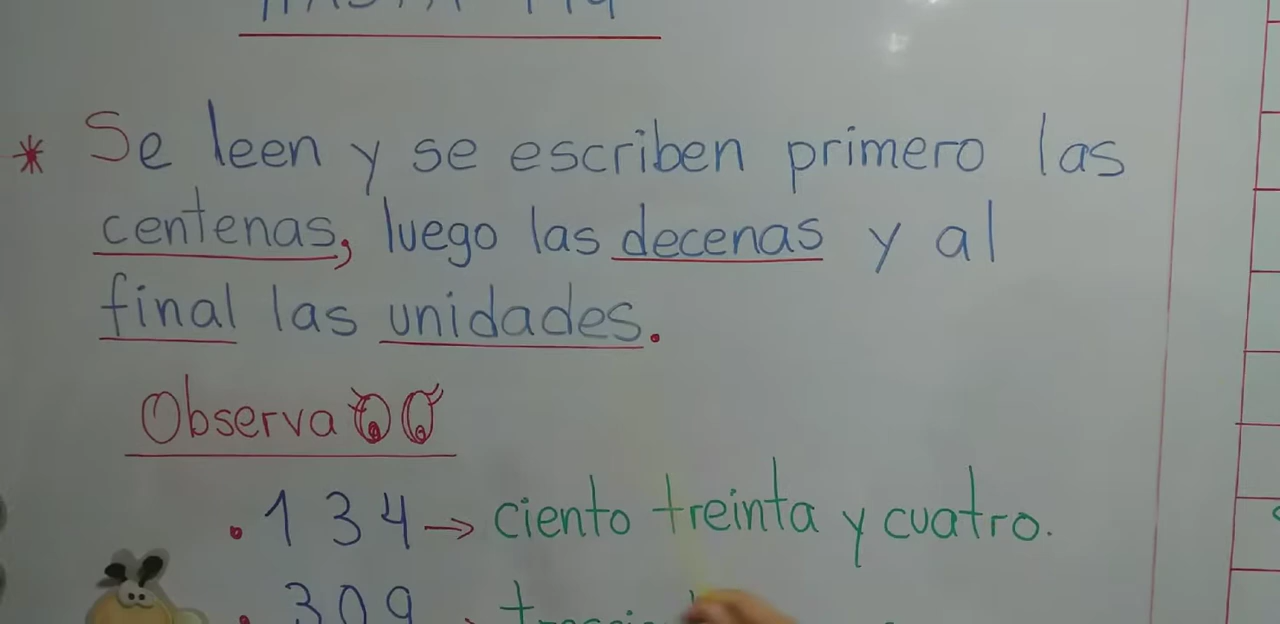 * Se leen y se escriben primero las
centenas, luego las decenas y al
final las unidades.
Observa
. 134 → ciento treinta y cuatro.
. 309